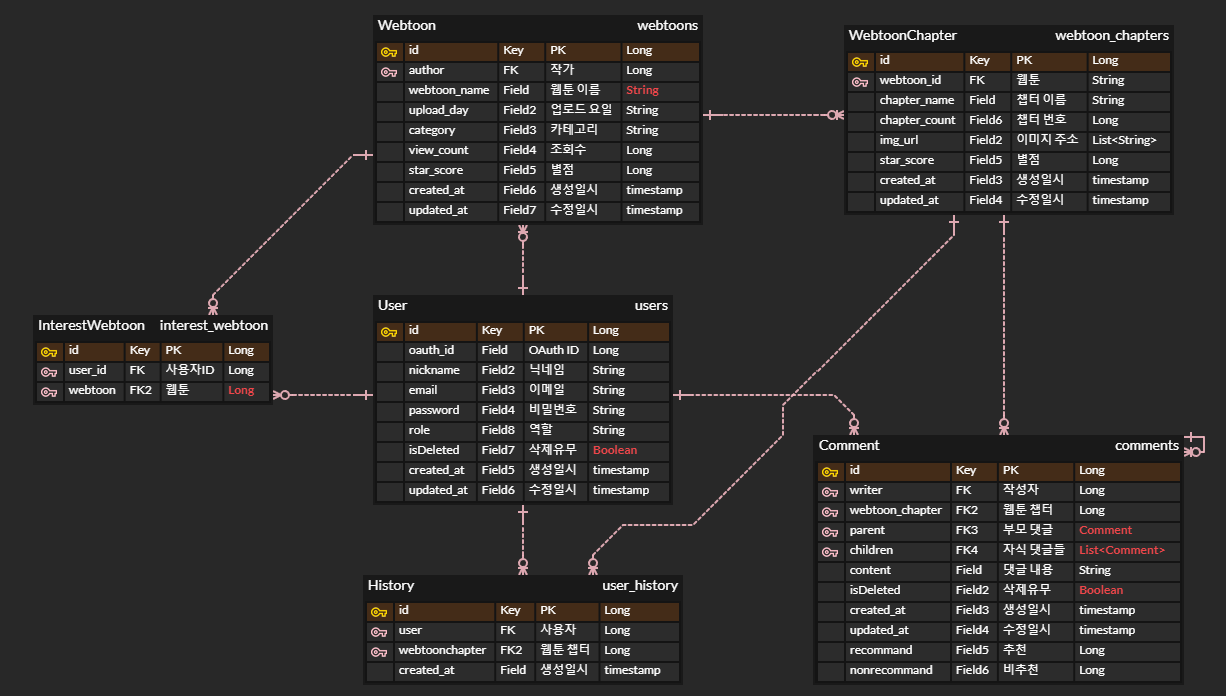 Webtoon webtoons
id Key PK Long
author FK 작가 Long
webtoon_name Field 웹툰 이름 String
upload_day Field2 업로드 요일 String
category Field3 카테고리 String
view_count Field4 조회수 Long
star_score Field5 별점 Long
created_at Field6 생성일시 timestamp
updated_at Field7 수정일시 timestamp
WebtoonChapter webtoon_chapters
id Key PK Long
webtoon_id FK 웹툰 String
chapter_name Field 챕터 이름 String
chapter_count Field6 챕터 번호 Long
img_url Field2 이미지 주소 List<String>
star_score Field5 별점 Long
created_at Field3 생성일시 timestamp
updated_at Field4 수정일시 timestamp
InterestWebtoon interest_webtoon
id Key PK Long
user_id FK 사용자ID Long
webtoon FK2 웹툰 Long
User users
id Key PK Long
oauth_id Field OAuth ID Long
nickname Field2 닉네임 String
email Field3 이메일 String
password Field4 비밀번호 String
role Field8 역할 String
isDeleted Field7 삭제유무 Boolean
created_at Field5 생성일시 timestamp
updated_at Field6 수정일시 timestamp
Comment comments
id Key PK Long
writer FK 작성자 Long
webtoon_chapter FK2 웹툰 챕터 Long
parent FK3 부모 댓글 Comment
children FK4 자식 댓글들 List<Comment>
content Field 댓글 내용 String
isDeleted Field2 삭제유무 Boolean
created_at Field3 생성일시 timestamp
updated_at Field4 수정일시 timestamp
recommand Field5 추천 Long
nonrecommand Field6 비추천 Long
History user_history
id Key PK Long
user FK 사용자 Long
webtoonchapter FK2 웹툰 챕터 Long
created_at Field 생성일시 timestamp